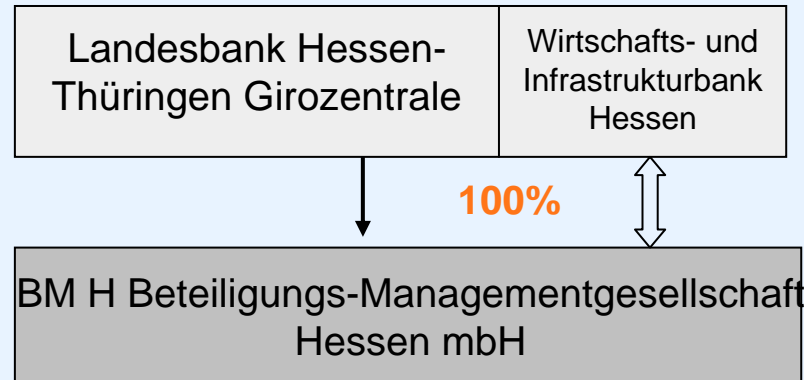 Landesbank Hessen-
Thüringen Girozentrale
Wirtschafts- und
Infrastrukturbank
Hessen
100%
BM H Beteiligungs-Managementgesellschaft
Hessen mbH